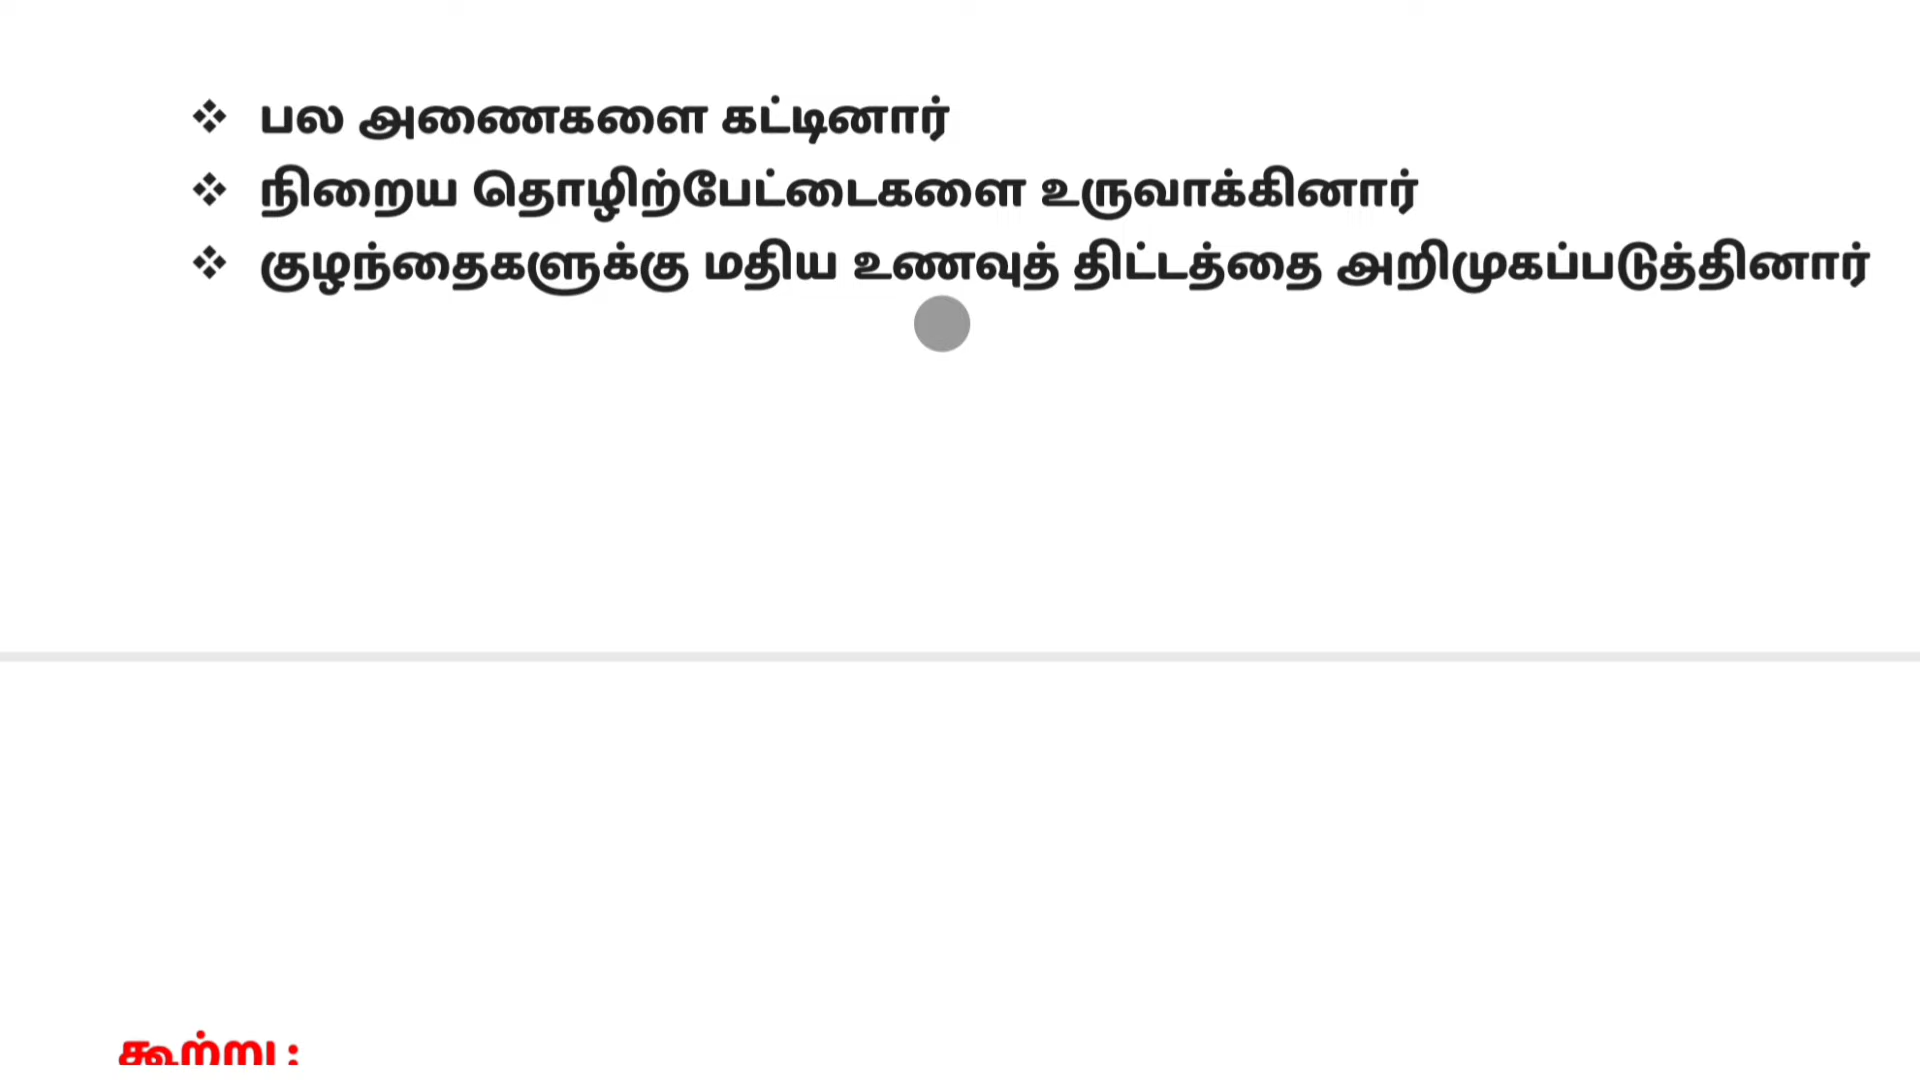 ❖ பல அணைகளை கட்டினார்
❖ நிறைய தொழிற்பேட்டைகளை உருவாக்கினார்
❖ குழந்தைகளுக்கு மதிய உணவுத் திட்டத்தை அறிமுகப்படுத்தினார்
கூற்று :